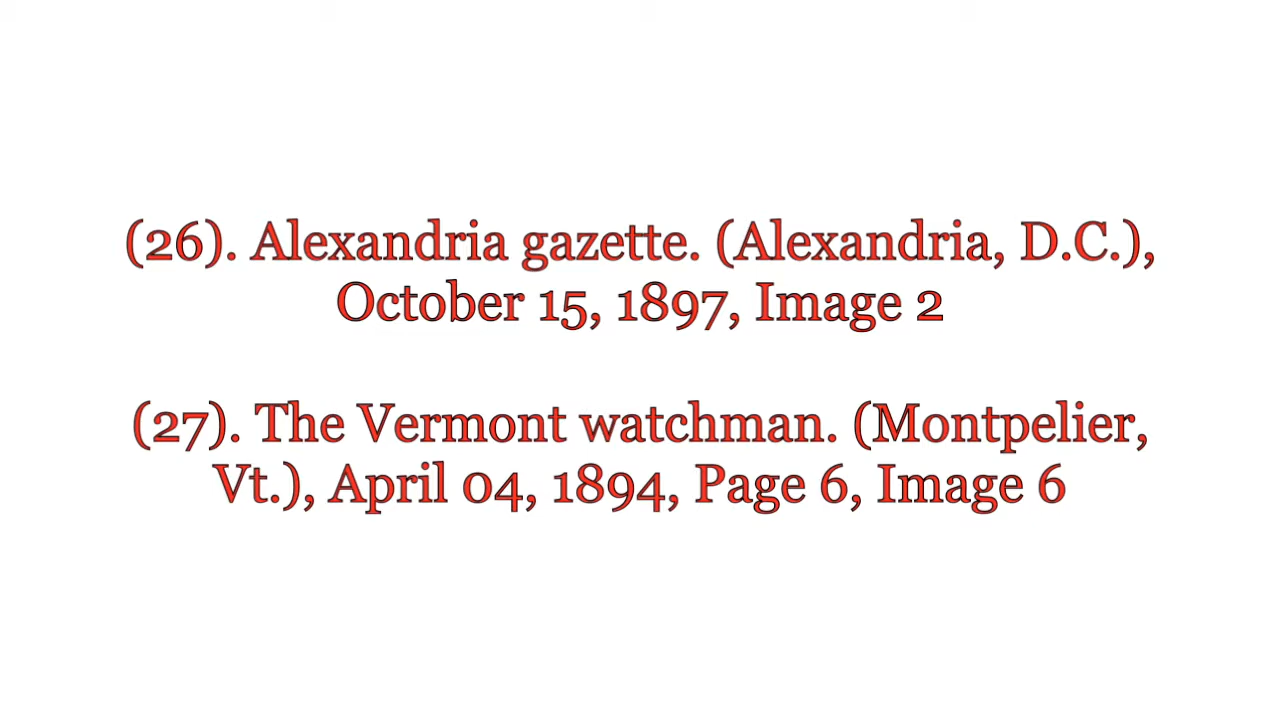 (26). Alexandria gazette. (Alexandria, D.C.),
October 15, 1897, Image 2
(27). The Vermont watchman. (Montpelier,
Vt.), April 04, 1894, Page 6, Image 6